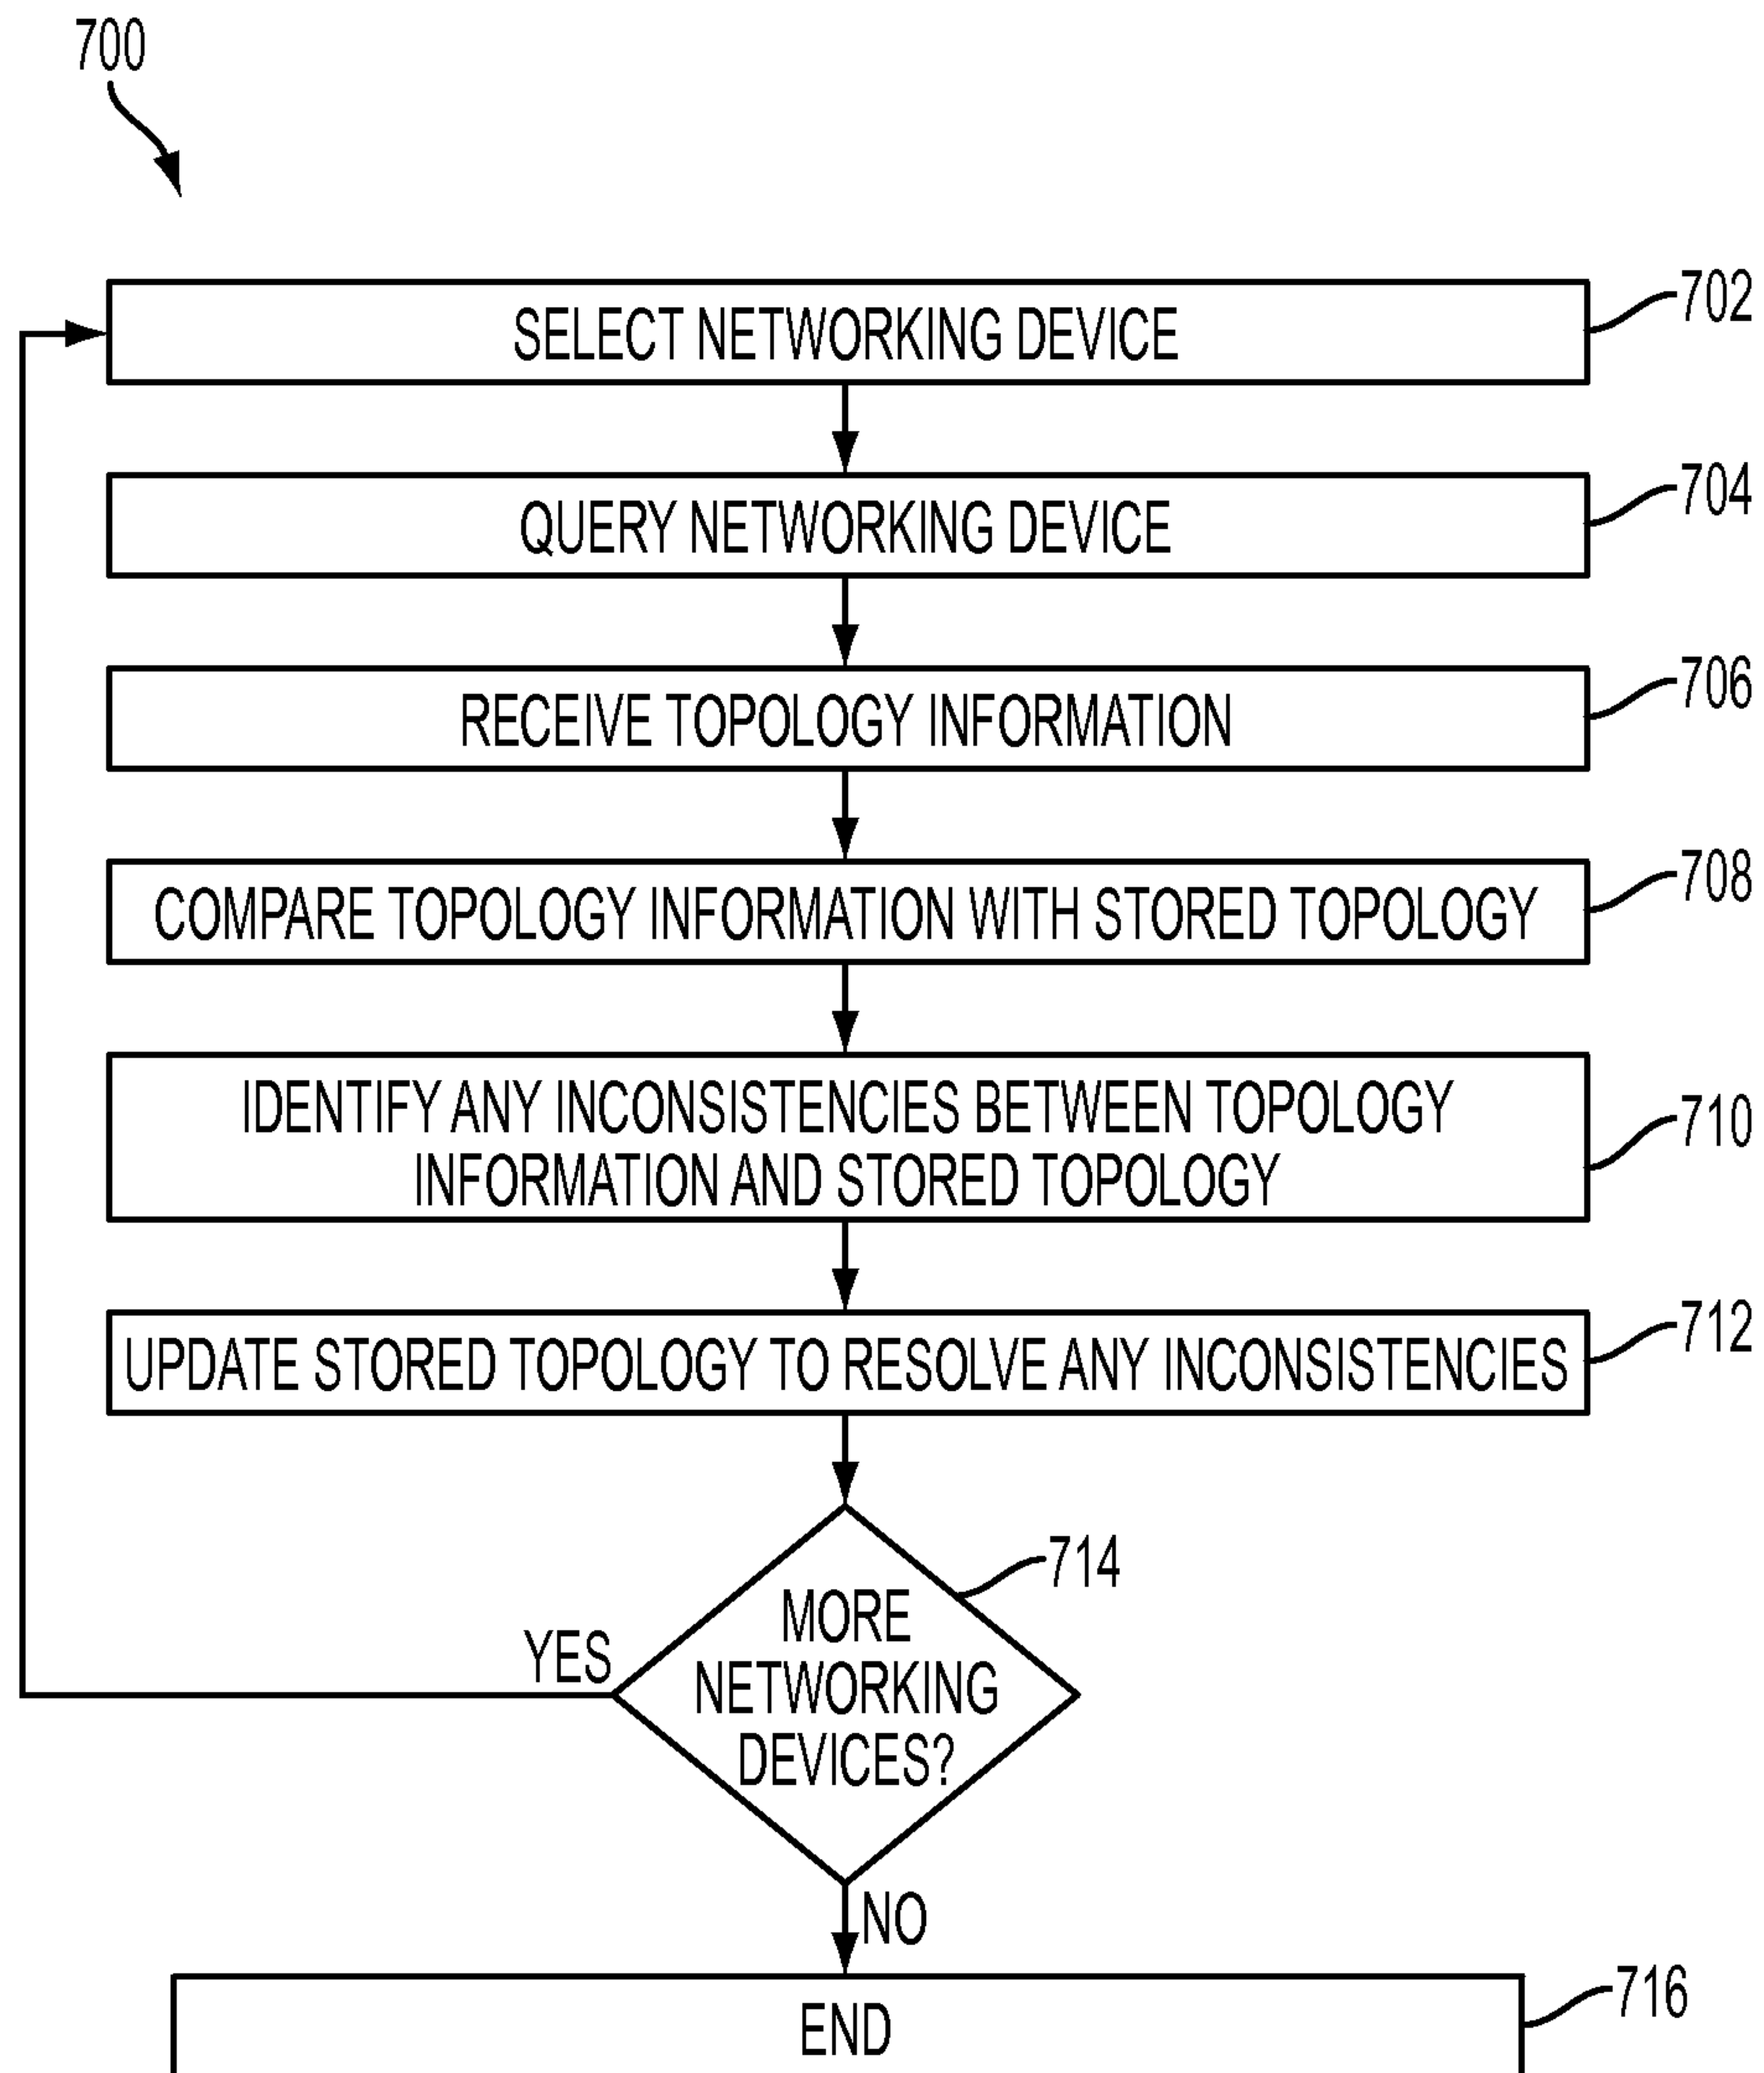 700
SELECT NETWORKING DEVICE
702
QUERY NETWORKING DEVICE
704
RECEIVE TOPOLOGY INFORMATION
706
COMPARE TOPOLOGY INFORMATION WITH STORED TOPOLOGY
708
IDENTIFY ANY INCONSISTENCIES BETWEEN TOPOLOGY
INFORMATION AND STORED TOPOLOGY
710
UPDATE STORED TOPOLOGY TO RESOLVE ANY INCONSISTENCIES
712
714
MORE
NETWORKING
DEVICES?
YES
NO
END
716